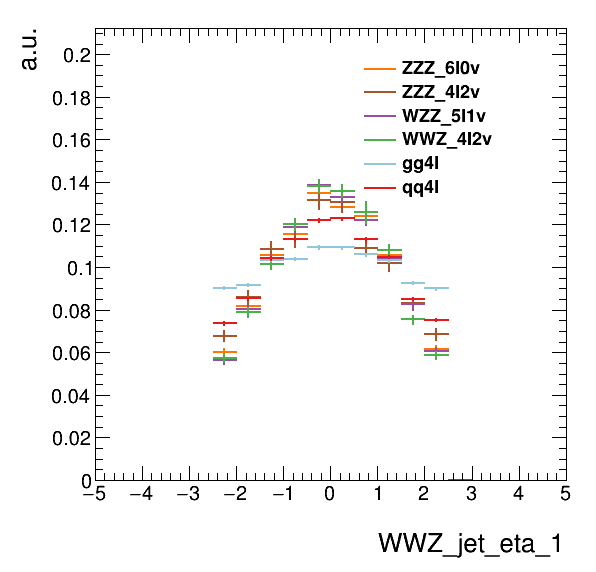 a.u.
0.2
0.18
0.16
0.14
0.12
0.1
0.08
0.06
0.04
0.02
0
ZZZ_6l0v
ZZZ_4l2v
WZZ_5l1v
WWZ_4l2v
gg4l
qq4l
−5 −4 −3 −2 −1 0 1 2 3 4 5
WWZ_jet_eta_1